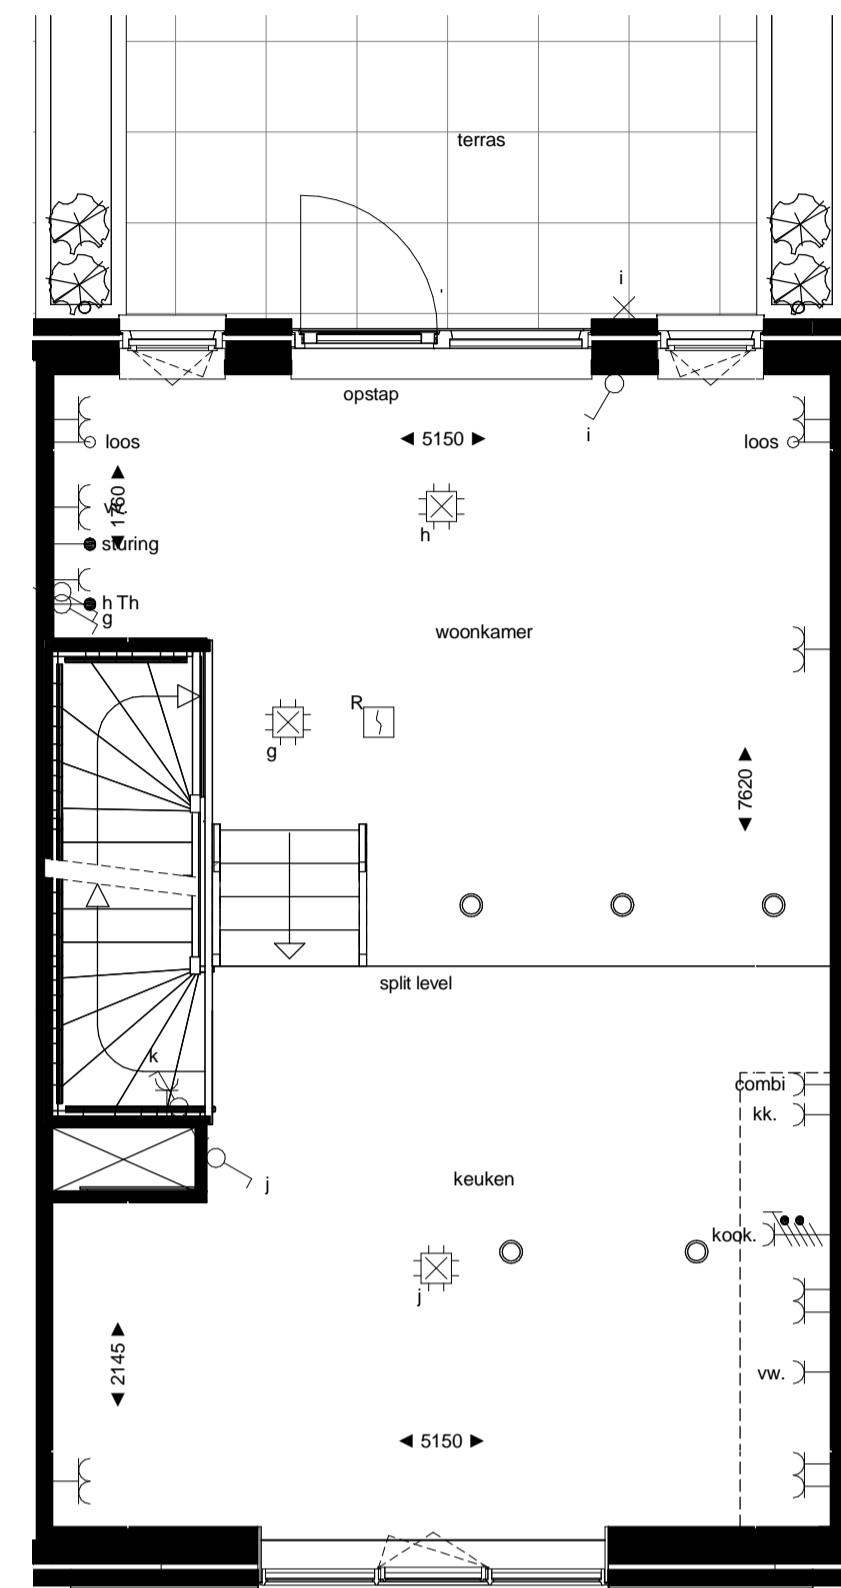 terras
i
opstap
i
5150
loos
loos
1760
h
sturing
h Th
g
woonkamer
R
g
7620
split level
k
combi
kk.
j
keuken
kook.
j
2145
vw.
5150